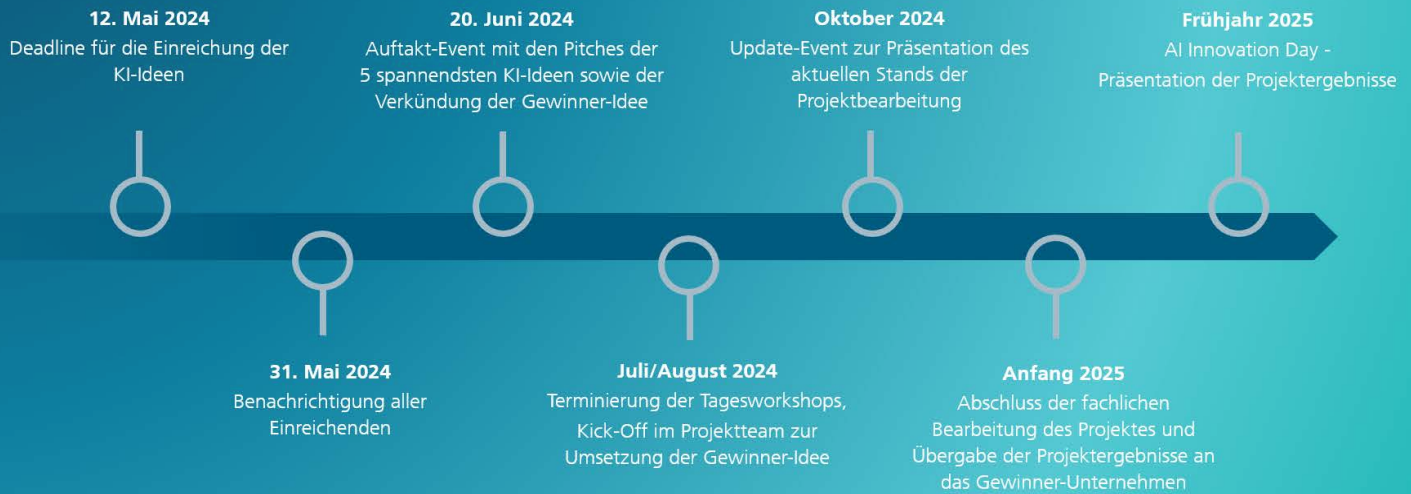 12. Mai 2024
Deadline für die Einreichung der
KI-Ideen
31. Mai 2024
Benachrichtigung aller
Einreichenden
20. Juni 2024
Auftakt-Event mit den Pitches der
5 spannendsten KI-Ideen sowie der
Verkündung der Gewinner-Idee
Juli/August 2024
Terminierung der Tagesworkshops,
Kick-Off im Projektteam zur
Umsetzung der Gewinner-Idee
Oktober 2024
Update-Event zur Präsentation des
aktuellen Stands der
Projektbearbeitung
Anfang 2025
Abschluss der fachlichen
Bearbeitung des Projektes und
Übergabe der Projektergebnisse an
das Gewinner-Unternehmen
Frühjahr 2025
AI Innovation Day -
Präsentation der Projektergebnisse